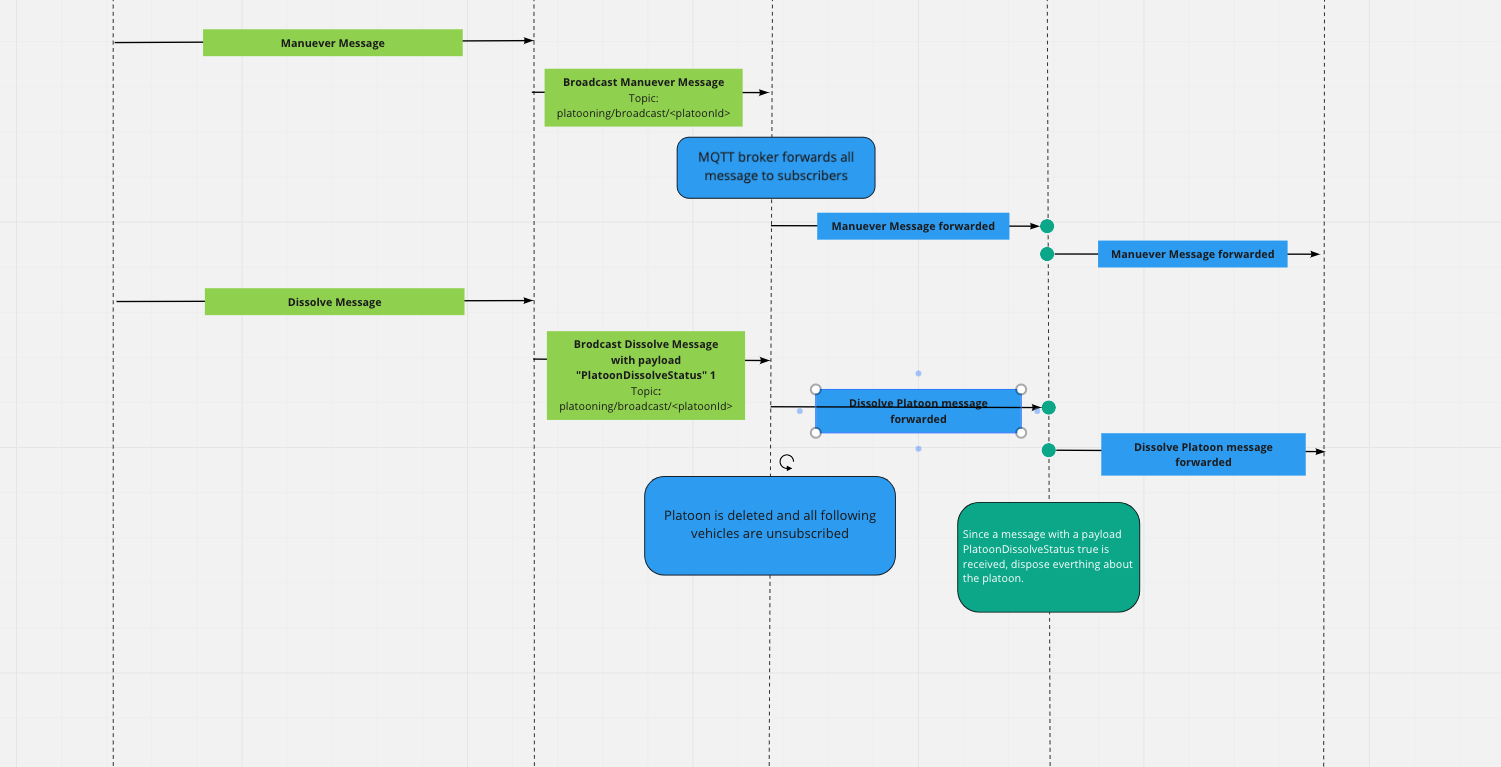 Manuever Message
Broadcast Manuever Message
Topic:
platooning/broadcast/<platoonId>
MQTT broker forwards all
message to subscribers
Manuever Message forwarded
Manuever Message forwarded
Dissolve Message
Brodcast Dissolve Message
with payload
"PlatoonDissolveStatus" 1
Topic:
platooning/broadcast/<platoonId>
Dissolve Platoon message
forwarded
Dissolve Platoon message
forwarded
Platoon is deleted and all following
vehicles are unsubscribed
Since a message with a payload
PlatoonDissolveStatus true is
received, dispose everthing about
the platoon.